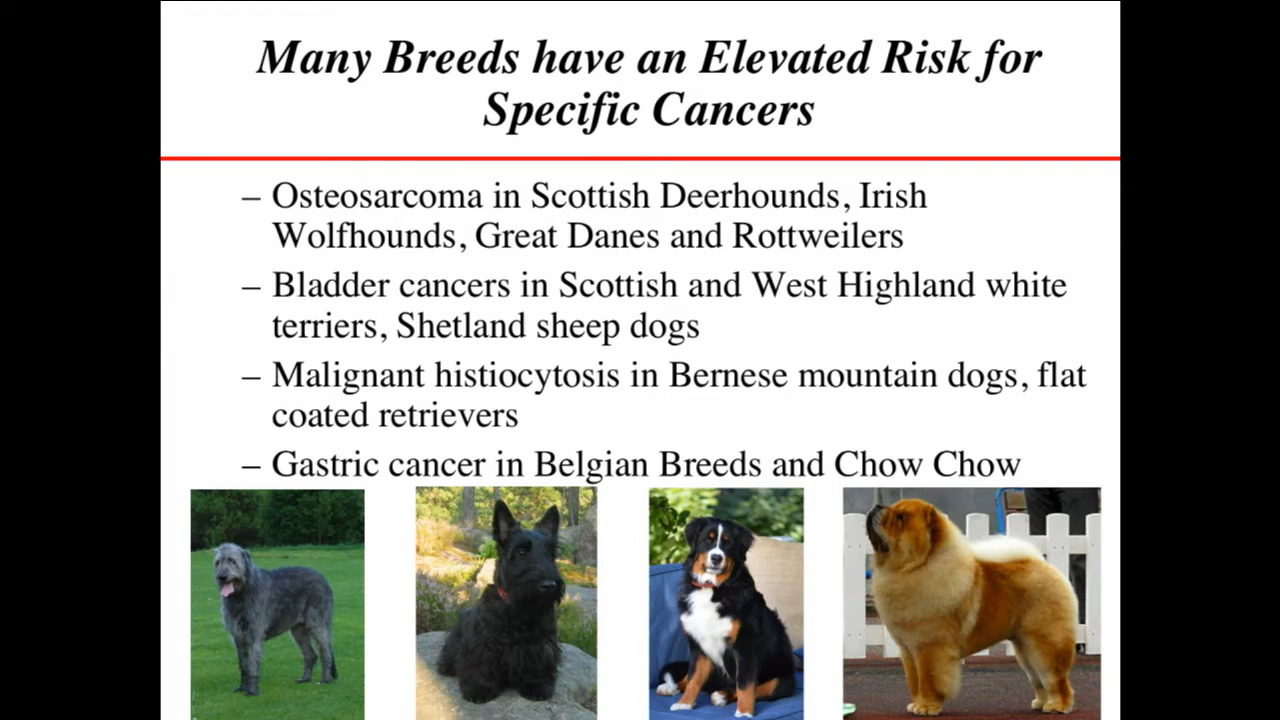 Many Breeds have an Elevated Risk for
Specific Cancers
– Osteosarcoma in Scottish Deerhounds, Irish
Wolfhounds, Great Danes and Rottweilers
– Bladder cancers in Scottish and West Highland white
terriers, Shetland sheep dogs
– Malignant histiocytosis in Bernese mountain dogs, flat
coated retrievers
– Gastric cancer in Belgian Breeds and Chow Chow